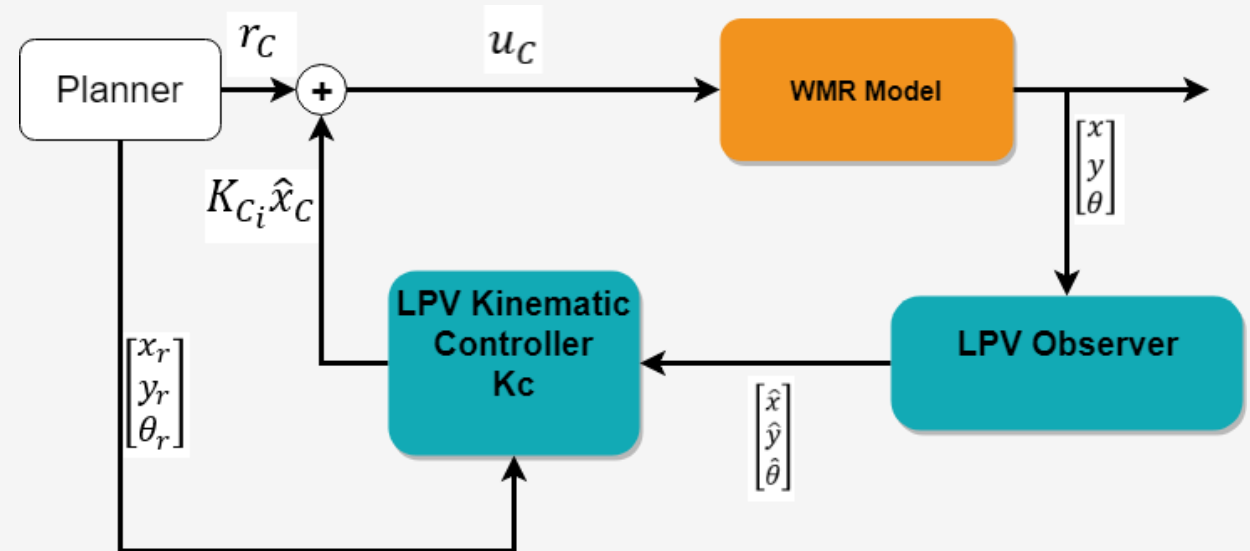 Planner
r_C
+
u_C
WMR Model
[x
y
θ]
K_{C_i} x̂_C
LPV Kinematic
Controller
Kc
LPV Observer
[x_r
y_r
θ_r]
[x̂
ŷ
θ̂]